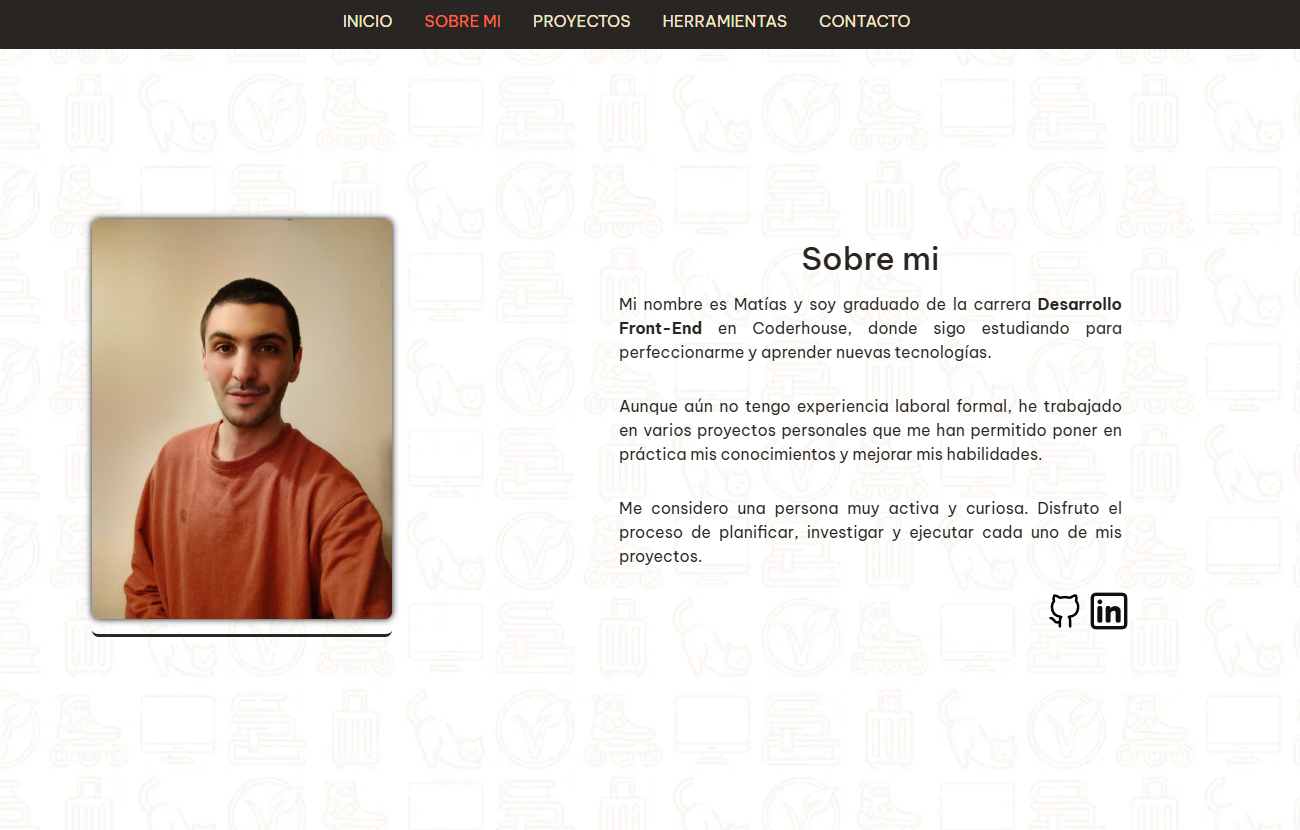 INICIO SOBRE MI PROYECTOS HERRAMIENTAS CONTACTO
Sobre mi
Mi nombre es Matías y soy graduado de la carrera Desarrollo
Front-End en Coderhouse, donde sigo estudiando para
perfeccionarme y aprender nuevas tecnologías.
Aunque aún no tengo experiencia laboral formal, he trabajado
en varios proyectos personales que me han permitido poner en
práctica mis conocimientos y mejorar mis habilidades.
Me considero una persona muy activa y curiosa. Disfruto el
proceso de planificar, investigar y ejecutar cada uno de mis
proyectos.
in